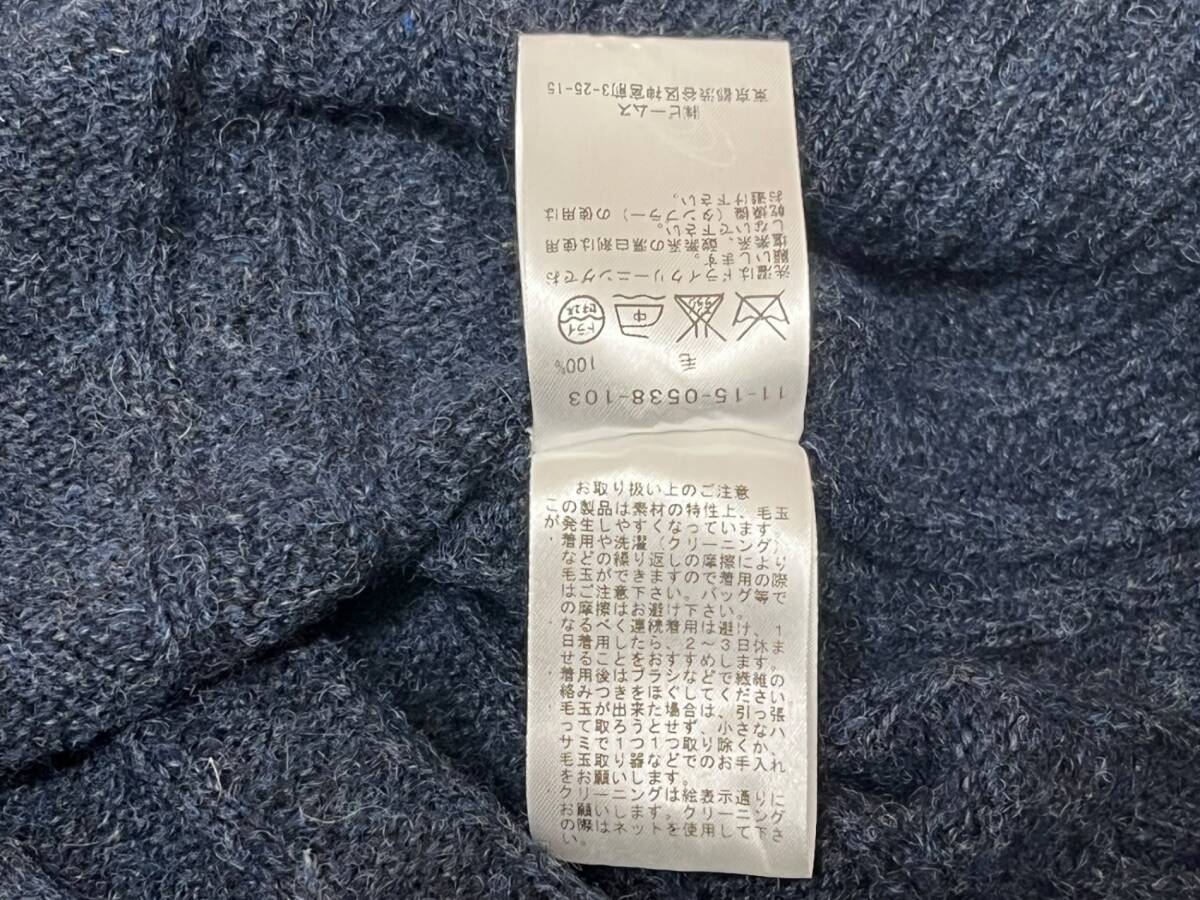 11-15-0538-103
毛 100%
中
ドライ
セキユ系
洗濯はドライクリーニングでお
願いします。
塩素系、酸素系の漂白剤は使用
しないで下さい。
乾燥機（タンブラー）の使用は
お避け下さい。
㈱ビームス
東京都渋谷区神宮前3-25-15
お取り扱い上のご注意
この製品は素材の特性上、毛玉
が発生しやすくなっています
・着用や洗濯（クリーニング）
などの繰り返しの摩擦により
毛玉ができますので着用の際
はご注意下さい。バッグ等で
の摩擦はお避け下さい。
・なるべく連続着用は避け、１
日着用したら、２～３日休ま
せることをおすすめします。
・着用後はブラシなどで繊維の
絡みつきをほぐしてください
・毛玉が出来た場合は、引っ張
って取ろうとせず、小さなハ
サミで１つ１つ取り除くか、
毛玉取り器などでのお手入れ
をお願いします。
・クリーニングは絵表示通りに
お願いします。クリーニング
の際はネットを使用して下さ
い。